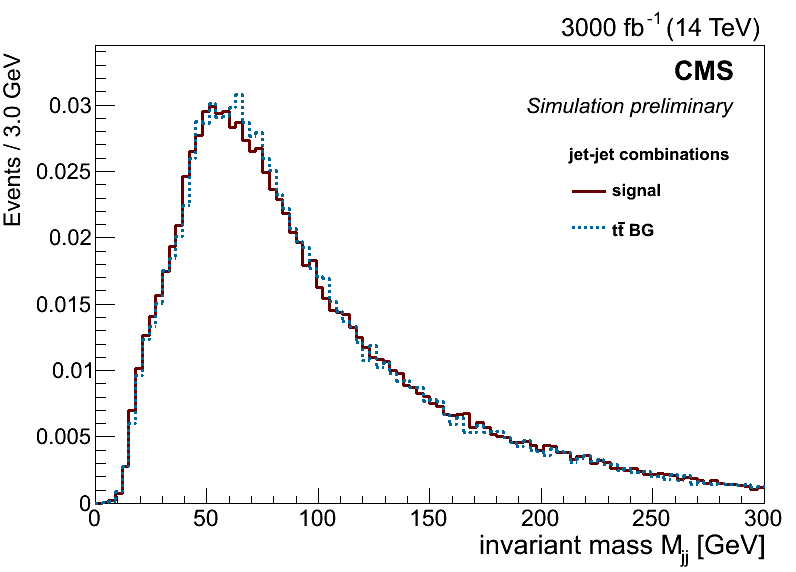 3000 fb⁻¹ (14 TeV)
CMS
Simulation preliminary
jet-jet combinations
signal
tt̄ BG
Events / 3.0 GeV
0.03
0.025
0.02
0.015
0.01
0.005
0
0 50 100 150 200 250 300
invariant mass Mjj [GeV]